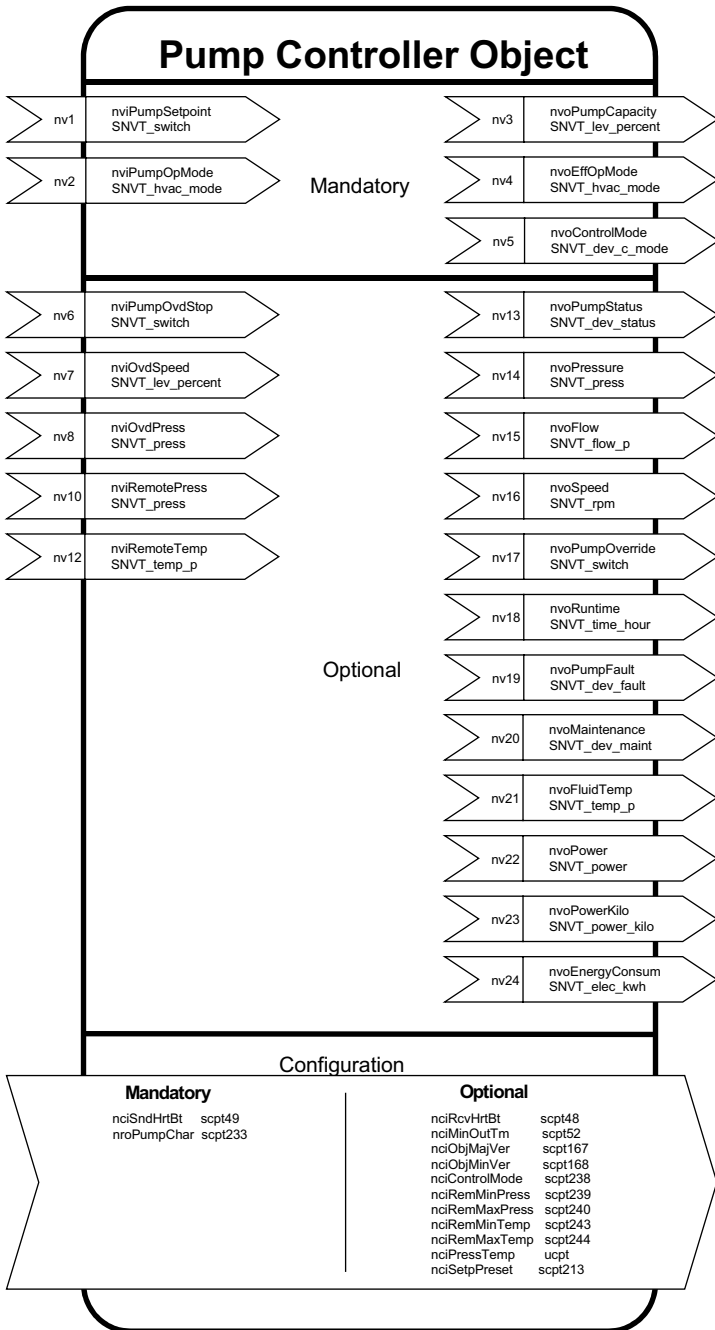 Pump Controller Object
nv1
nviPumpSetpoint
SNVT_switch
nv3
nvoPumpCapacity
SNVT_lev_percent
nv2
nviPumpOpMode
SNVT_hvac_mode
Mandatory
nv4
nvoEffOpMode
SNVT_hvac_mode
nv5
nvoControlMode
SNVT_dev_c_mode
nv6
nviPumpOvdStop
SNVT_switch
nv13
nvoPumpStatus
SNVT_dev_status
nv7
nviOvdSpeed
SNVT_lev_percent
nv14
nvoPressure
SNVT_press
nv8
nviOvdPress
SNVT_press
nv15
nvoFlow
SNVT_flow_p
nv10
nviRemotePress
SNVT_press
nv16
nvoSpeed
SNVT_rpm
nv12
nviRemoteTemp
SNVT_temp_p
nv17
nvoPumpOverride
SNVT_switch
nv18
nvoRuntime
SNVT_time_hour
Optional
nv19
nvoPumpFault
SNVT_dev_fault
nv20
nvoMaintenance
SNVT_dev_maint
nv21
nvoFluidTemp
SNVT_temp_p
nv22
nvoPower
SNVT_power
nv23
nvoPowerKilo
SNVT_power_kilo
nv24
nvoEnergyConsum
SNVT_elec_kwh
Configuration
Mandatory
nciSndHrtBt scpt49
nroPumpChar scpt233
Optional
nciRcvHrtBt scpt48
nciMinOutTm scpt52
nciObjMajVer scpt167
nciObjMinVer scpt168
nciControlMode scpt238
nciRemMinPress scpt239
nciRemMaxPress scpt240
nciRemMinTemp scpt243
nciRemMaxTemp scpt244
nciPressTemp ucpt
nciSetpPreset scpt213